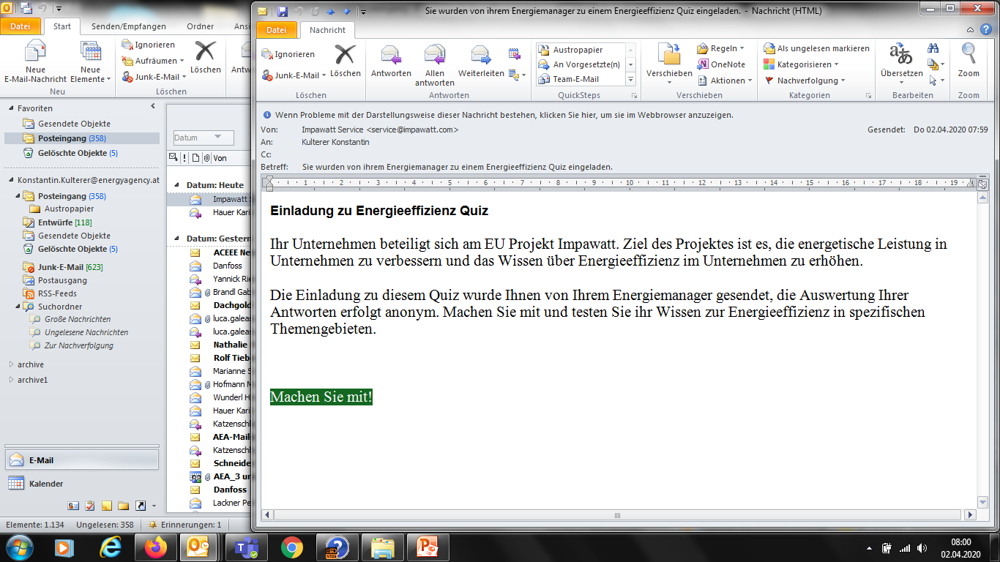 Datei
Start
Senden/Empfangen
Ordner
Ansi
Neue
E-Mail-Nachricht
Neue
Elemente
Ignorieren
Aufräumen
Junk-E-Mail
Löschen
Antw
Neu
Löschen
Favoriten
Gesendete Objekte
Posteingang (358)
Gelöschte Objekte (5)
Konstantin.Kulterer@energyagency.at
Posteingang (358)
Austropapier
Entwürfe [118]
Gesendete Objekte
Gelöschte Objekte (5)
Junk-E-Mail [623]
Postausgang
RSS-Feeds
Suchordner
Große Nachrichten
Ungelesene Nachrichten
Zur Nachverfolgung
archive
archive1
E-Mail
Kalender
Elemente: 1.134 Ungelesen: 358 Erinnerungen: 1
Datum
Von
Datum: Heute
Impawatt S
Hauer Kari
Datum: Gestern
ACEEE Ne
Danfoss
Yannick Rie
Brandl Gab
Dachgold
luca.galeas
luca.galeas
Nathalie
Rolf Tieb
Marianne S
Hofmann M
Wunderl H
Hauer Kari
Katzenschl
AEA-Mail
Katzenschl
Schneide
AEA_3 un
Danfoss
Lackner Pe
Sie wurden von ihrem Energiemanager zu einem Energieeffizienz Quiz eingeladen. - Nachricht (HTML)
Datei
Nachricht
Ignorieren
Junk-E-Mail
Löschen
Löschen
Antworten
Allen
antworten
Weiterleiten
Antworten
Austropapier
An Vorgesetzte(n)
Team-E-Mail
QuickSteps
Verschieben
Regeln
OneNote
Aktionen
Verschieben
Als ungelesen markieren
Kategorisieren
Nachverfolgung
Kategorien
Übersetzen
Bearbeiten
Zoom
Zoom
Wenn Probleme mit der Darstellungsweise dieser Nachricht bestehen, klicken Sie hier, um sie im Webbrowser anzuzeigen.
Von: Impawatt Service <service@impawatt.com> Gesendet: Do 02.04.2020 07:59
An: Kulterer Konstantin
Cc:
Betreff: Sie wurden von ihrem Energiemanager zu einem Energieeffizienz Quiz eingeladen.
1 2 3 4 5 6 7 8 9 10 11 12 13 14 15 16 17 18 19
Einladung zu Energieeffizienz Quiz
Ihr Unternehmen beteiligt sich am EU Projekt Impawatt. Ziel des Projektes ist es, die energetische Leistung in
Unternehmen zu verbessern und das Wissen über Energieeffizienz im Unternehmen zu erhöhen.
Die Einladung zu diesem Quiz wurde Ihnen von Ihrem Energiemanager gesendet, die Auswertung Ihrer
Antworten erfolgt anonym. Machen Sie mit und testen Sie ihr Wissen zur Energieeffizienz in spezifischen
Themengebieten.
Machen Sie mit!
08:00
02.04.2020